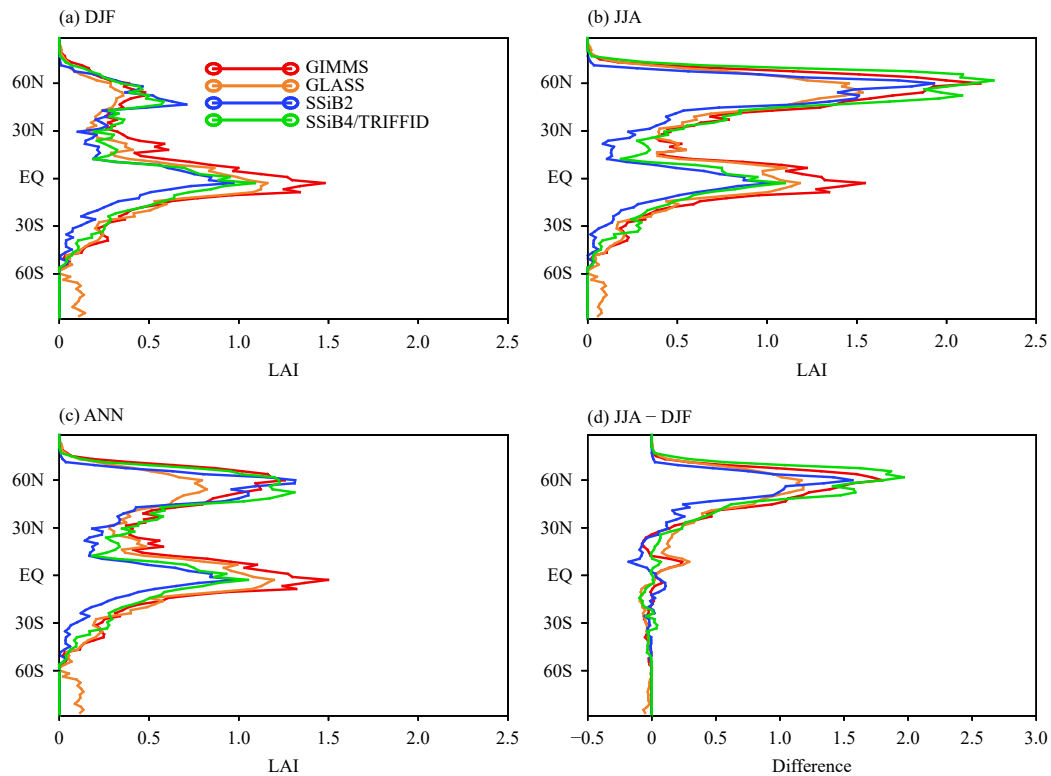 (a) DJF
60N
30N
EQ
30S
60S
0 0.5 1.0 1.5 2.0 2.5
LAI
GIMMS
GLASS
SSiB2
SSiB4/TRIFFID
(b) JJA
60N
30N
EQ
30S
60S
0 0.5 1.0 1.5 2.0 2.5
LAI
(c) ANN
60N
30N
EQ
30S
60S
0 0.5 1.0 1.5 2.0 2.5
LAI
(d) JJA − DJF
60N
30N
EQ
30S
60S
−0.5 0 0.5 1.0 1.5 2.0 2.5 3.0
Difference